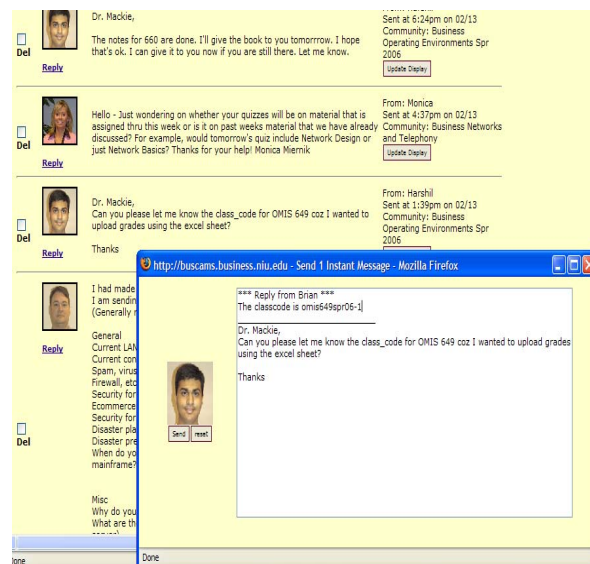 Dr. Mackie,
The notes for 660 are done. I'll give the book to you tomorrrow. I hope
that's ok. I can give it to you now if you are still there. Let me know.
Del
Reply
Sent at 6:24pm on 02/13
Community: Business
Operating Environments Spr
2006
Update Display
Hello - Just wondering on whether your quizzes will be on material that is
assigned thru this week or is it on past weeks material that we have already
discussed? For example, would tomorrow's quiz include Network Design or
just Network Basics? Thanks for your help! Monica Miernik
Del
Reply
From: Monica
Sent at 4:37pm on 02/13
Community: Business Networks
and Telephony
Update Display
Dr. Mackie,
Can you please let me know the class_code for OMIS 649 coz I wanted to
upload grades using the excel sheet?
Thanks
Del
Reply
From: Harshil
Sent at 1:39pm on 02/13
Community: Business
Operating Environments Spr
2006
I had made
I am sendin
(Generally r
General
Current LAN
Current con
Spam, virus
Firewall, etc
Security for
Ecommerce
Security for
Disaster pla
Disaster pre
When do yo
mainframe?
Misc
Why do you
What are th
Reply
Del
http://buscams.business.niu.edu - Send 1 Instant Message - Mozilla Firefox
*** Reply from Brian ***
The classcode is omis649spr06-1
Dr. Mackie,
Can you please let me know the class_code for OMIS 649 coz I wanted to upload grades
using the excel sheet?
Thanks
Send reset
Done